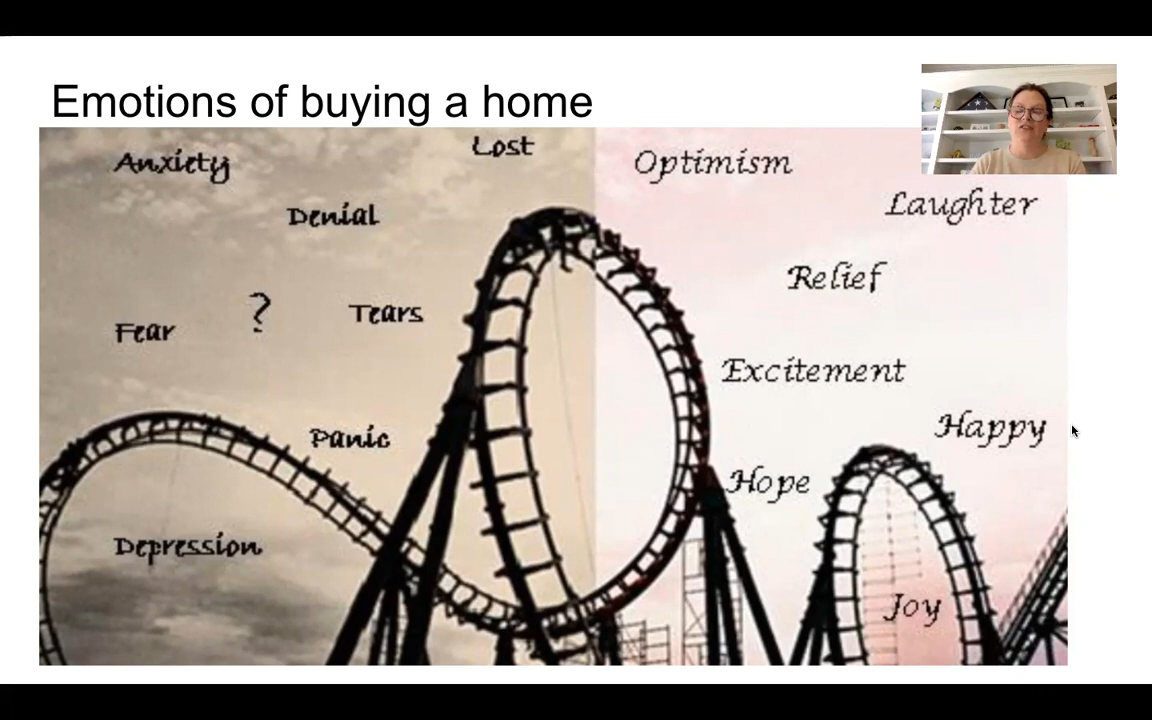 Emotions of buying a home
Anxiety
Lost
Optimism
Denial
Laughter
Relief
Fear
?
Tears
Excitement
Panic
Happy
Hope
Depression
Joy